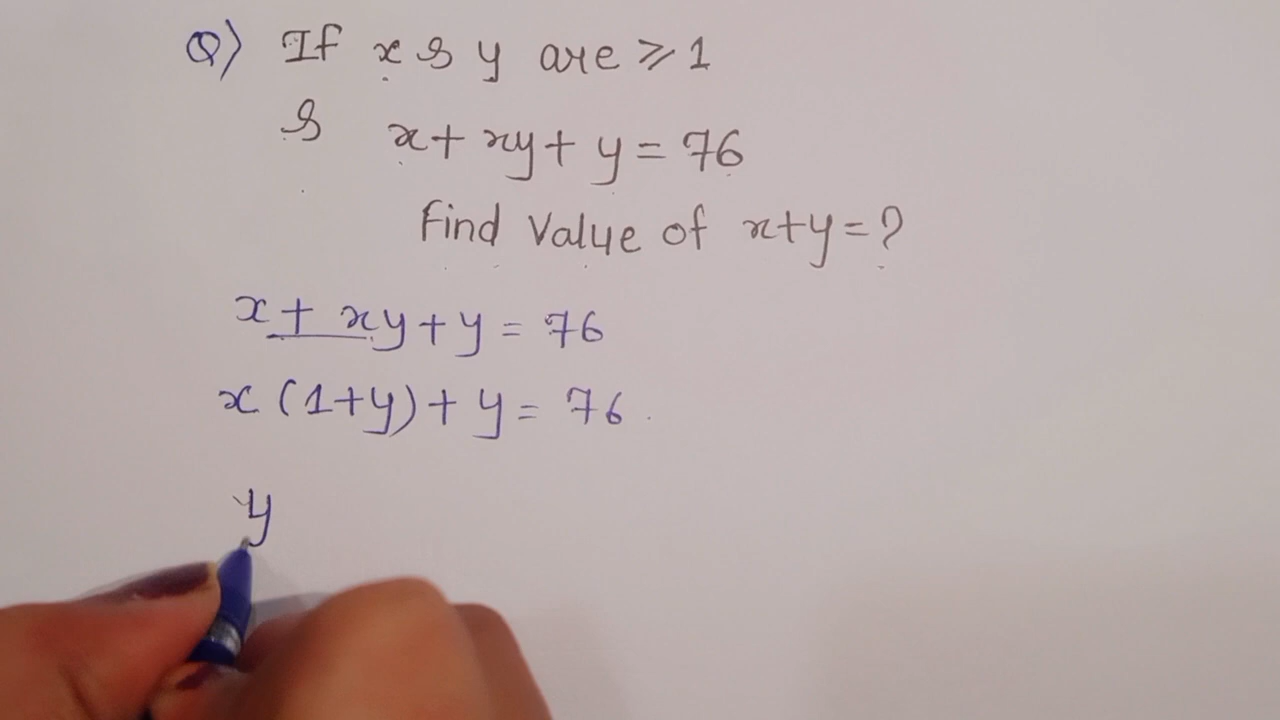 Q) If x & y are ⩾ 1
& x + xy + y = 76
Find Value of x+y = ?
x + xy + y = 76
x (1+y) + y = 76
y